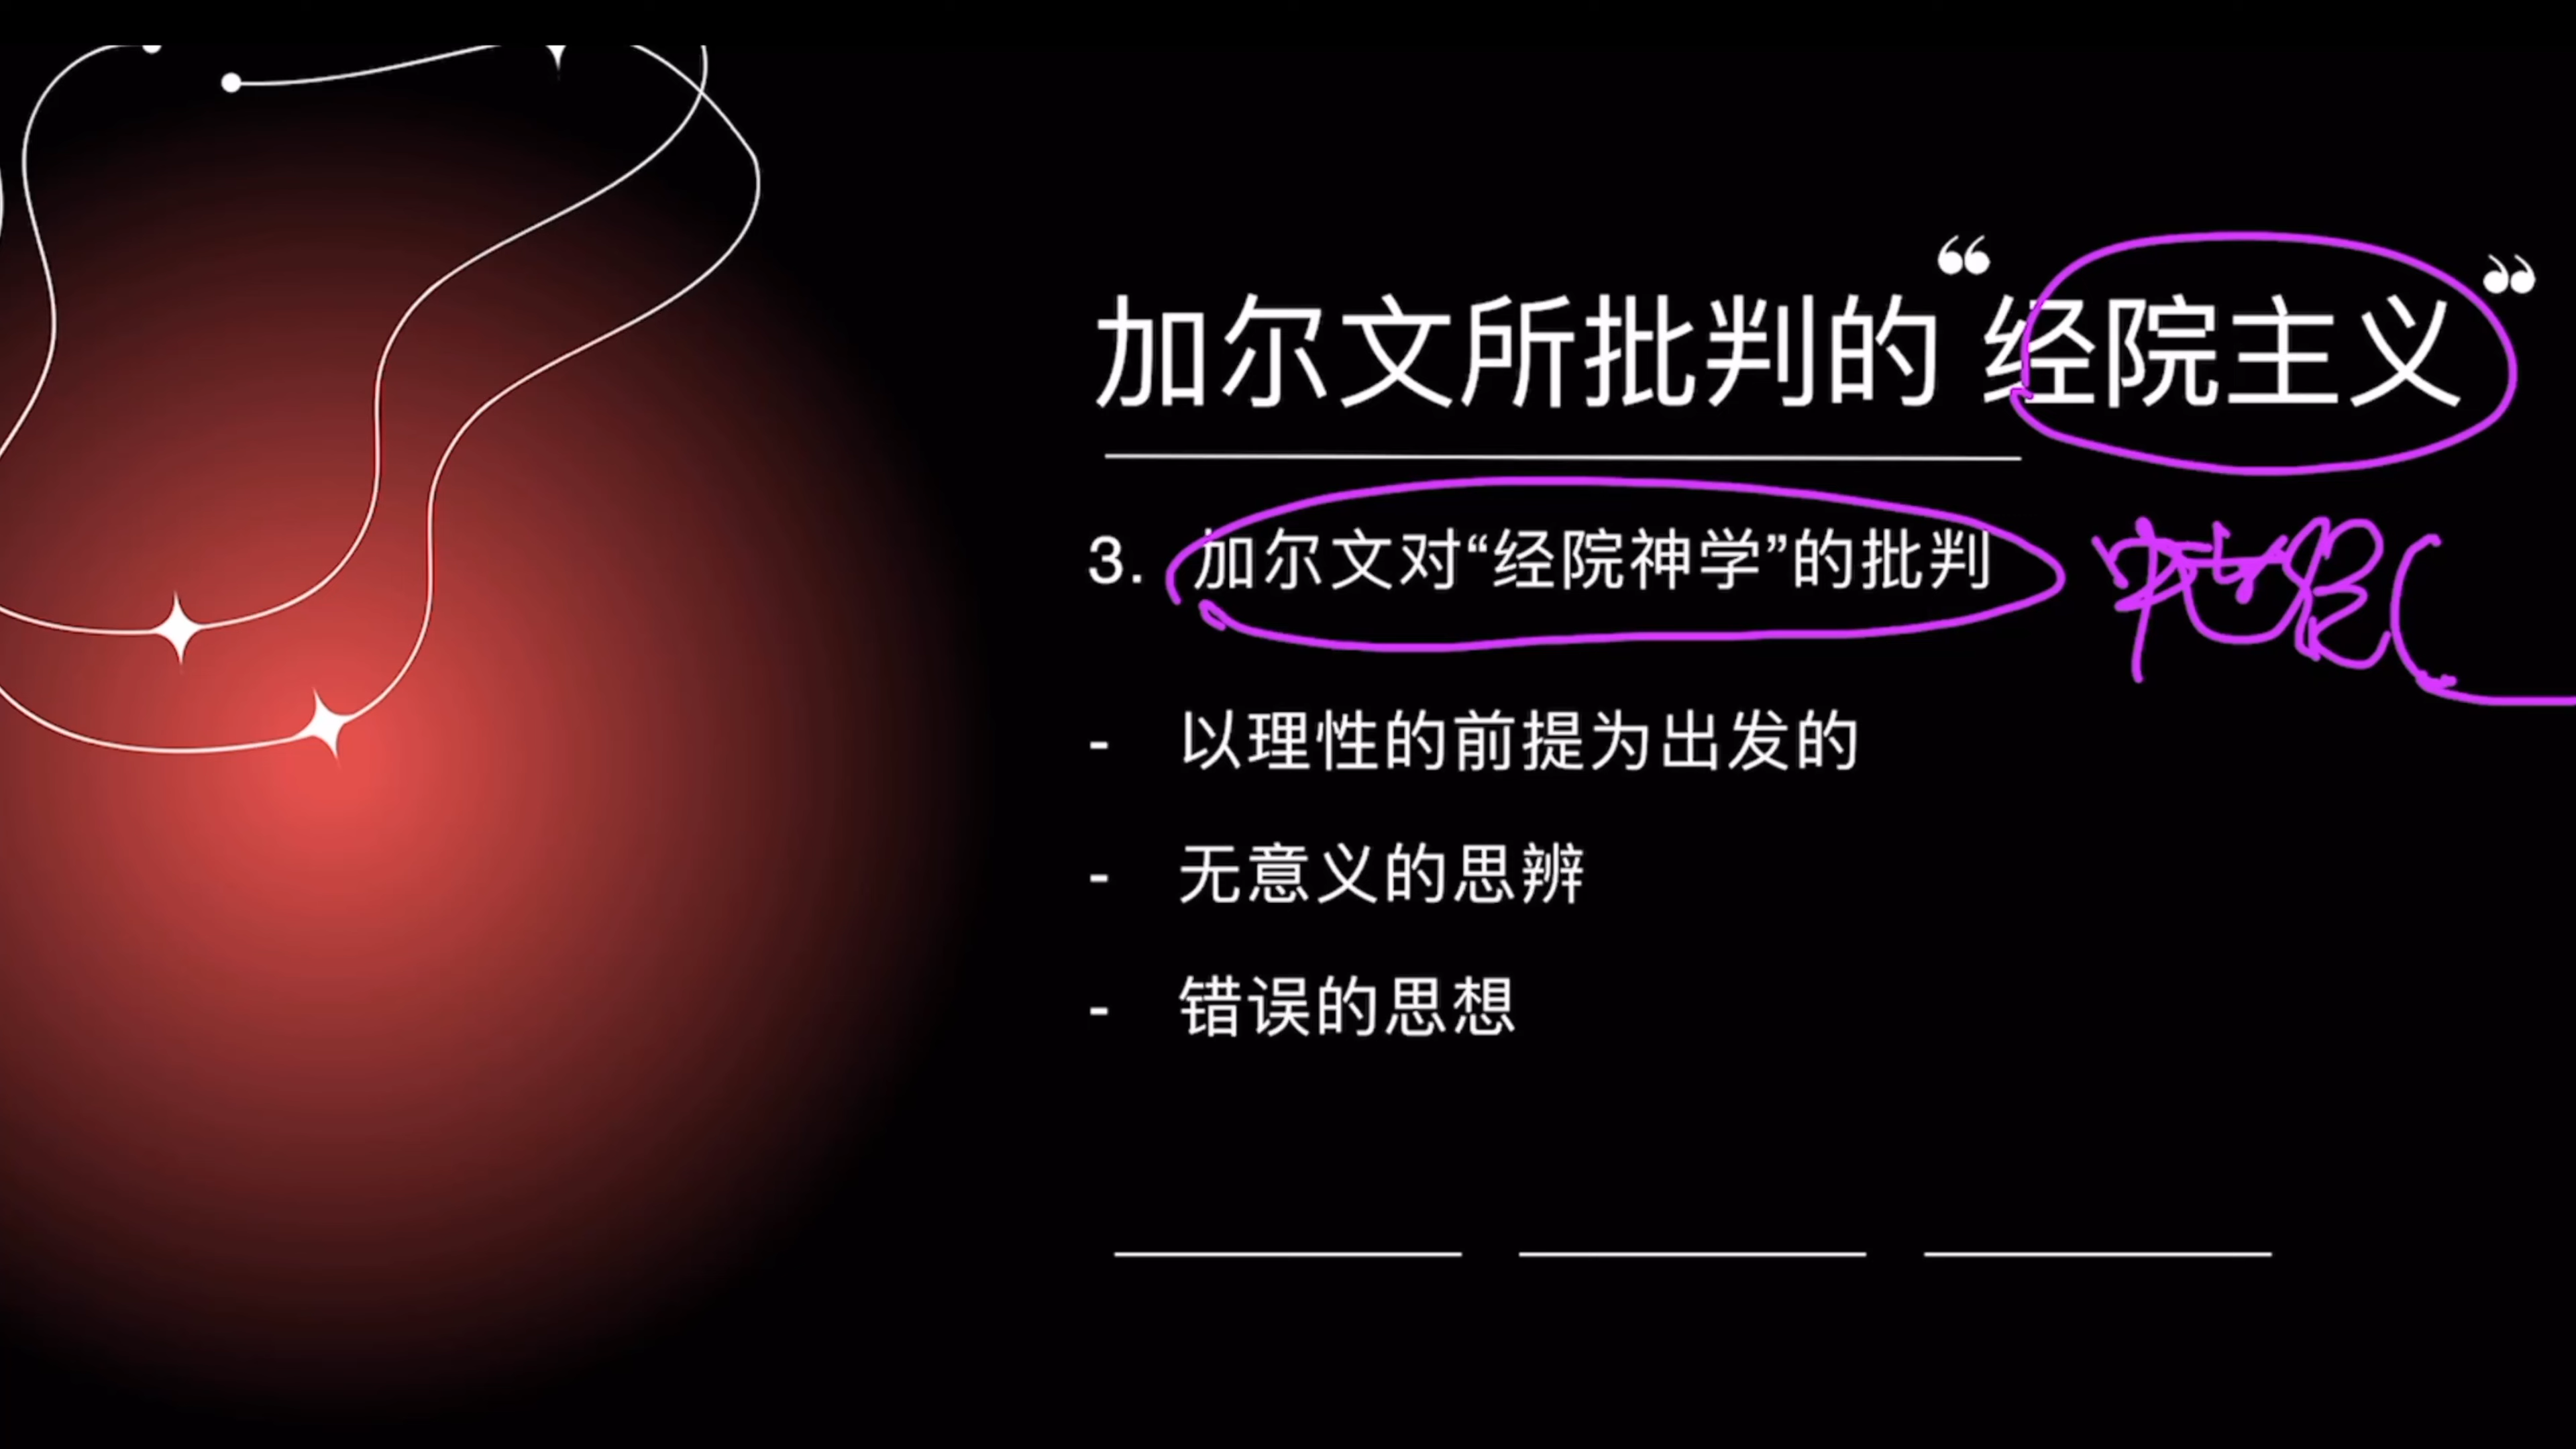 加尔文所批判的“经院主义”
3. 加尔文对“经院神学”的批判
- 以理性的前提为出发的
- 无意义的思辨
- 错误的思想